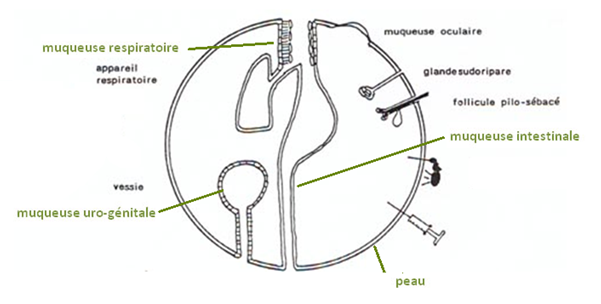 muqueuse respiratoire
muqueuse oculaire
appareil
respiratoire
glandesudoripare
follicule pilo-sébacé
muqueuse intestinale
vessie
muqueuse uro-génitale
peau